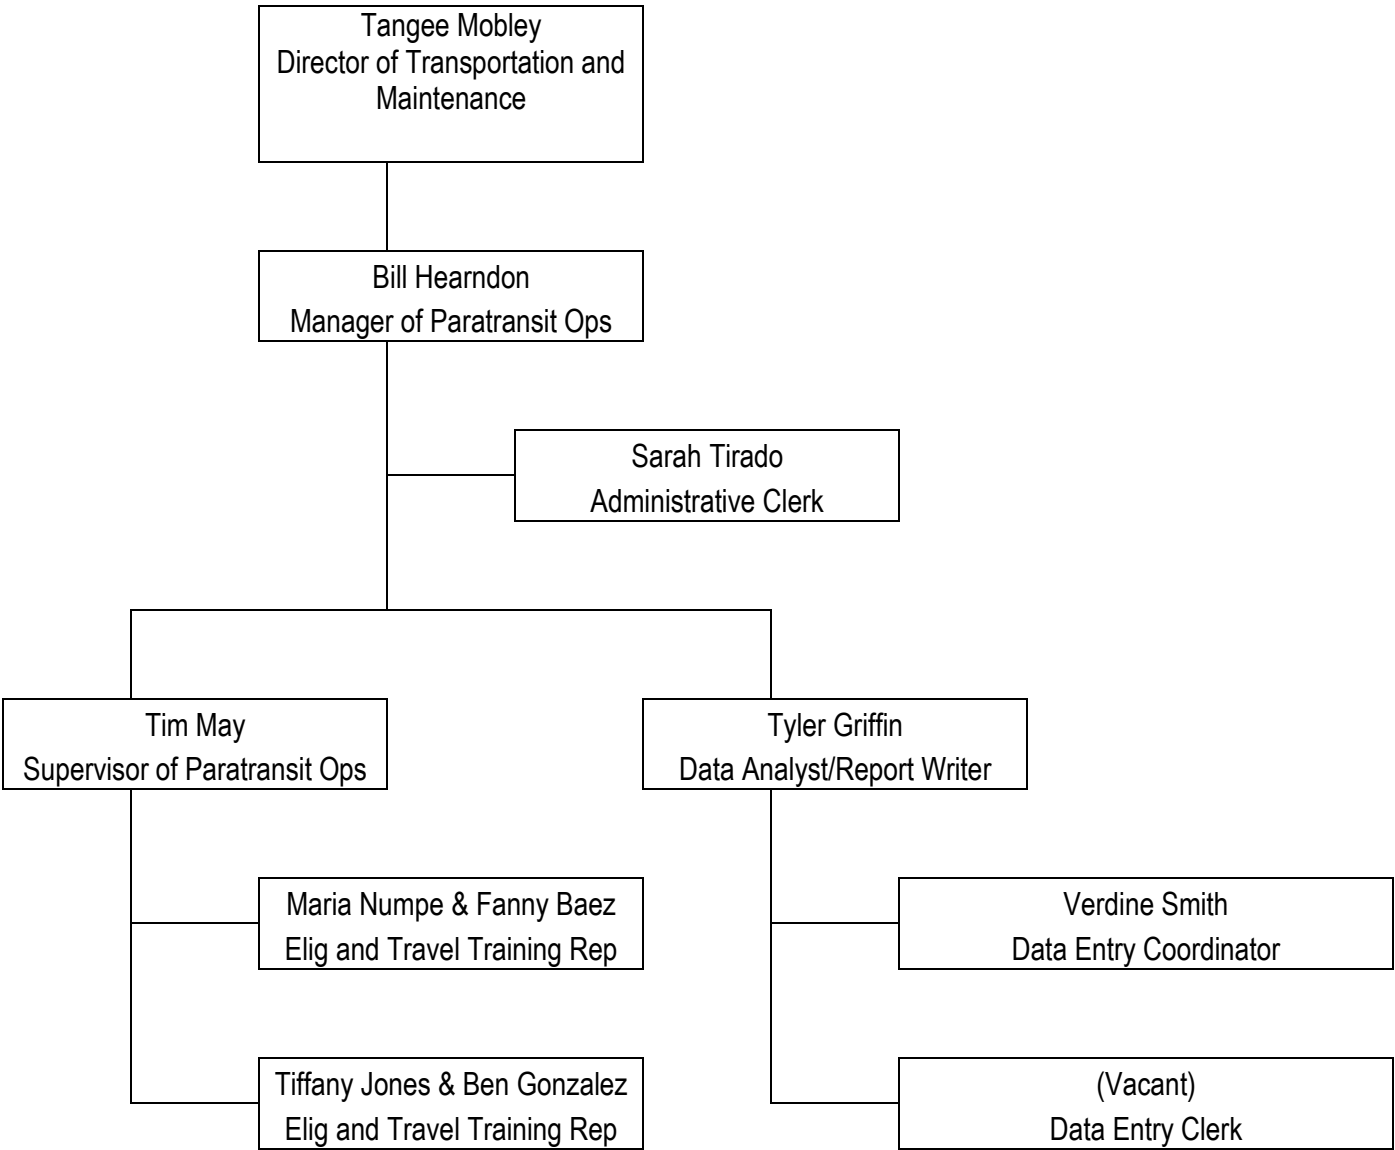 Tangee Mobley
Director of Transportation and
Maintenance
Bill Hearndon
Manager of Paratransit Ops
Sarah Tirado
Administrative Clerk
Tim May
Supervisor of Paratransit Ops
Tyler Griffin
Data Analyst/Report Writer
Maria Numpe & Fanny Baez
Elig and Travel Training Rep
Verdine Smith
Data Entry Coordinator
Tiffany Jones & Ben Gonzalez
Elig and Travel Training Rep
(Vacant)
Data Entry Clerk